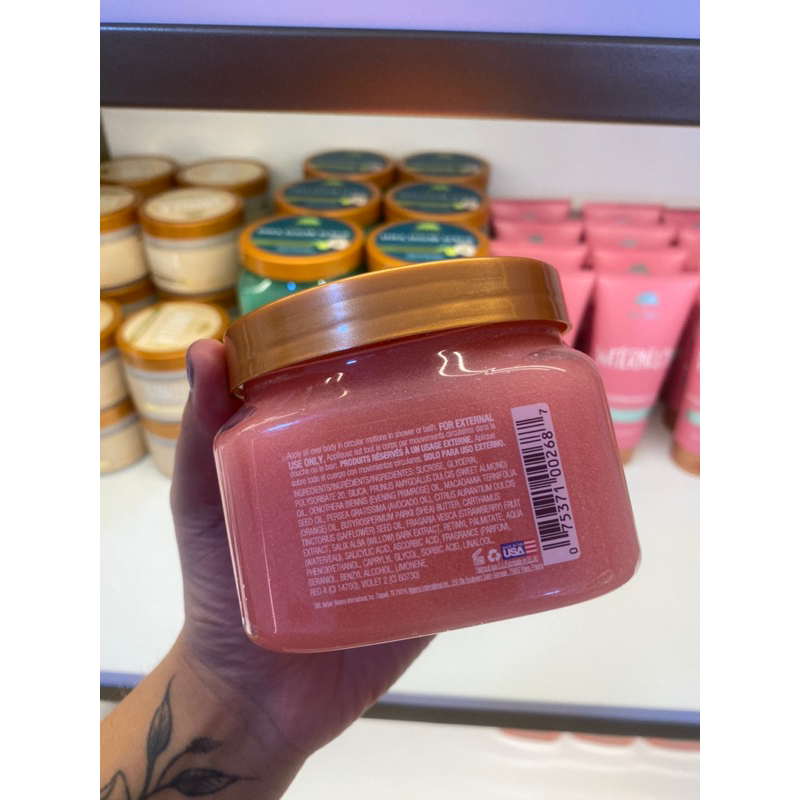 Apply all over body in circular motions in shower or bath. FOR EXTERNAL
USE ONLY. Appliquez sur tout le corps par mouvements circulaires dans la
douche ou le bain. PRODUITS RÉSERVÉS À UN USAGE EXTERNE. Aplique
sobre todo el cuerpo con movimientos circulares. SOLO PARA USO EXTERNO.
INGREDIENTS/INGRÉDIENTS/INGREDIENTES: SUCROSE, GLYCERIN,
POLYSORBATE 20, SILICA, PRUNUS AMYGDALUS DULCIS (SWEET ALMOND)
OIL, OENOTHERA BIENNIS (EVENING PRIMROSE) OIL, MACADAMIA TERNIFOLIA
SEED OIL, PERSEA GRATISSIMA (AVOCADO) OIL, CITRUS AURANTIUM DULCIS
(ORANGE) OIL, BUTYROSPERMUM PARKII (SHEA) BUTTER, CARTHAMUS
TINCTORIUS (SAFFLOWER) SEED OIL, FRAGARIA VESCA (STRAWBERRY) FRUIT
EXTRACT, SALIX ALBA (WILLOW) BARK EXTRACT, RETINYL PALMITATE, AQUA
(WATER/EAU), SALICYLIC ACID, ASCORBIC ACID, FRAGRANCE (PARFUM),
PHENOXYETHANOL, CAPRYLYL GLYCOL, SORBIC ACID, LINALOOL,
GERANIOL, BENZYL ALCOHOL, LIMONENE,
RED 4 (CI 14700), VIOLET 2 (CI 60730)
USA
0 75371 00268 7